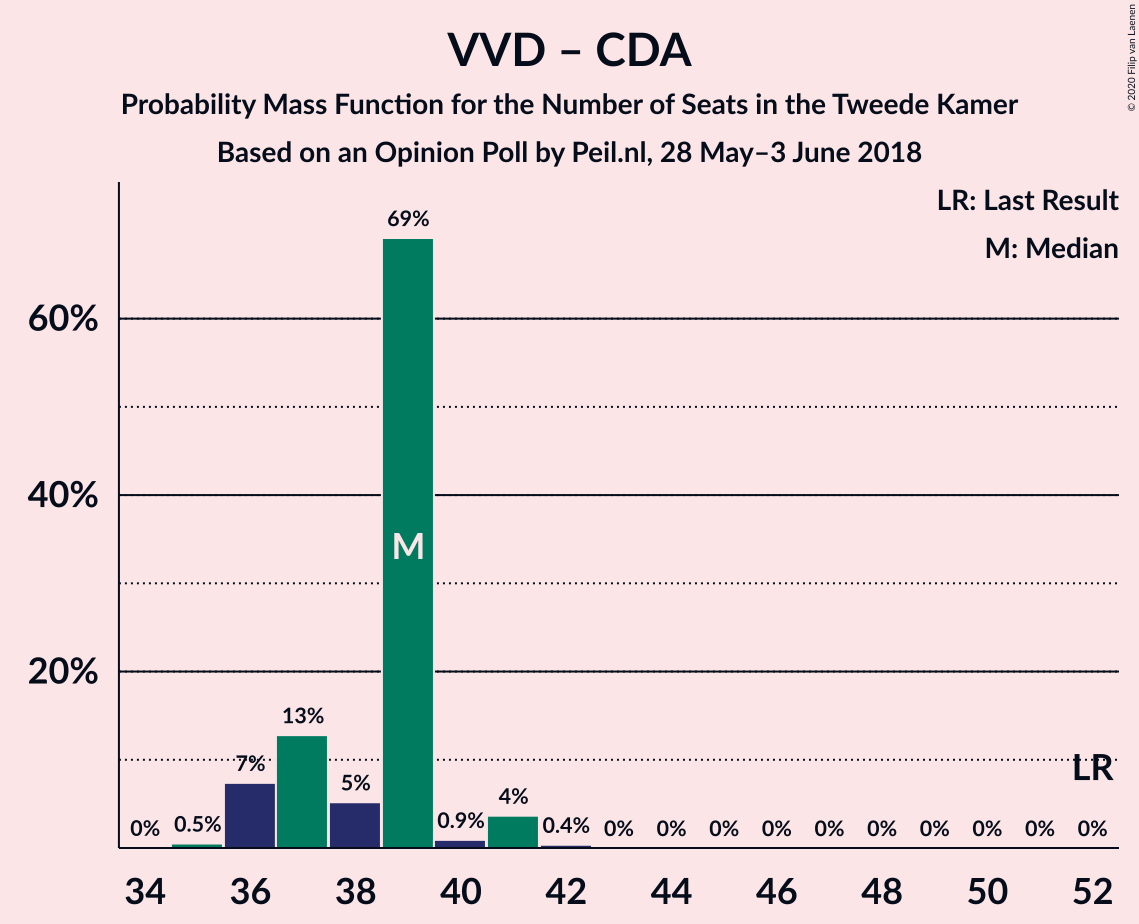 VVD – CDA
Probability Mass Function for the Number of Seats in the Tweede Kamer
Based on an Opinion Poll by Peil.nl, 28 May–3 June 2018
© 2020 Filip van Laenen
LR: Last Result
M: Median
69%
60%
M
40%
20%
13%
7%
LR
5%
4%
0% 0.5% 0.9% 0.4% 0% 0% 0% 0% 0% 0% 0% 0% 0% 0%
34 36 38 40 42 44 46 48 50 52